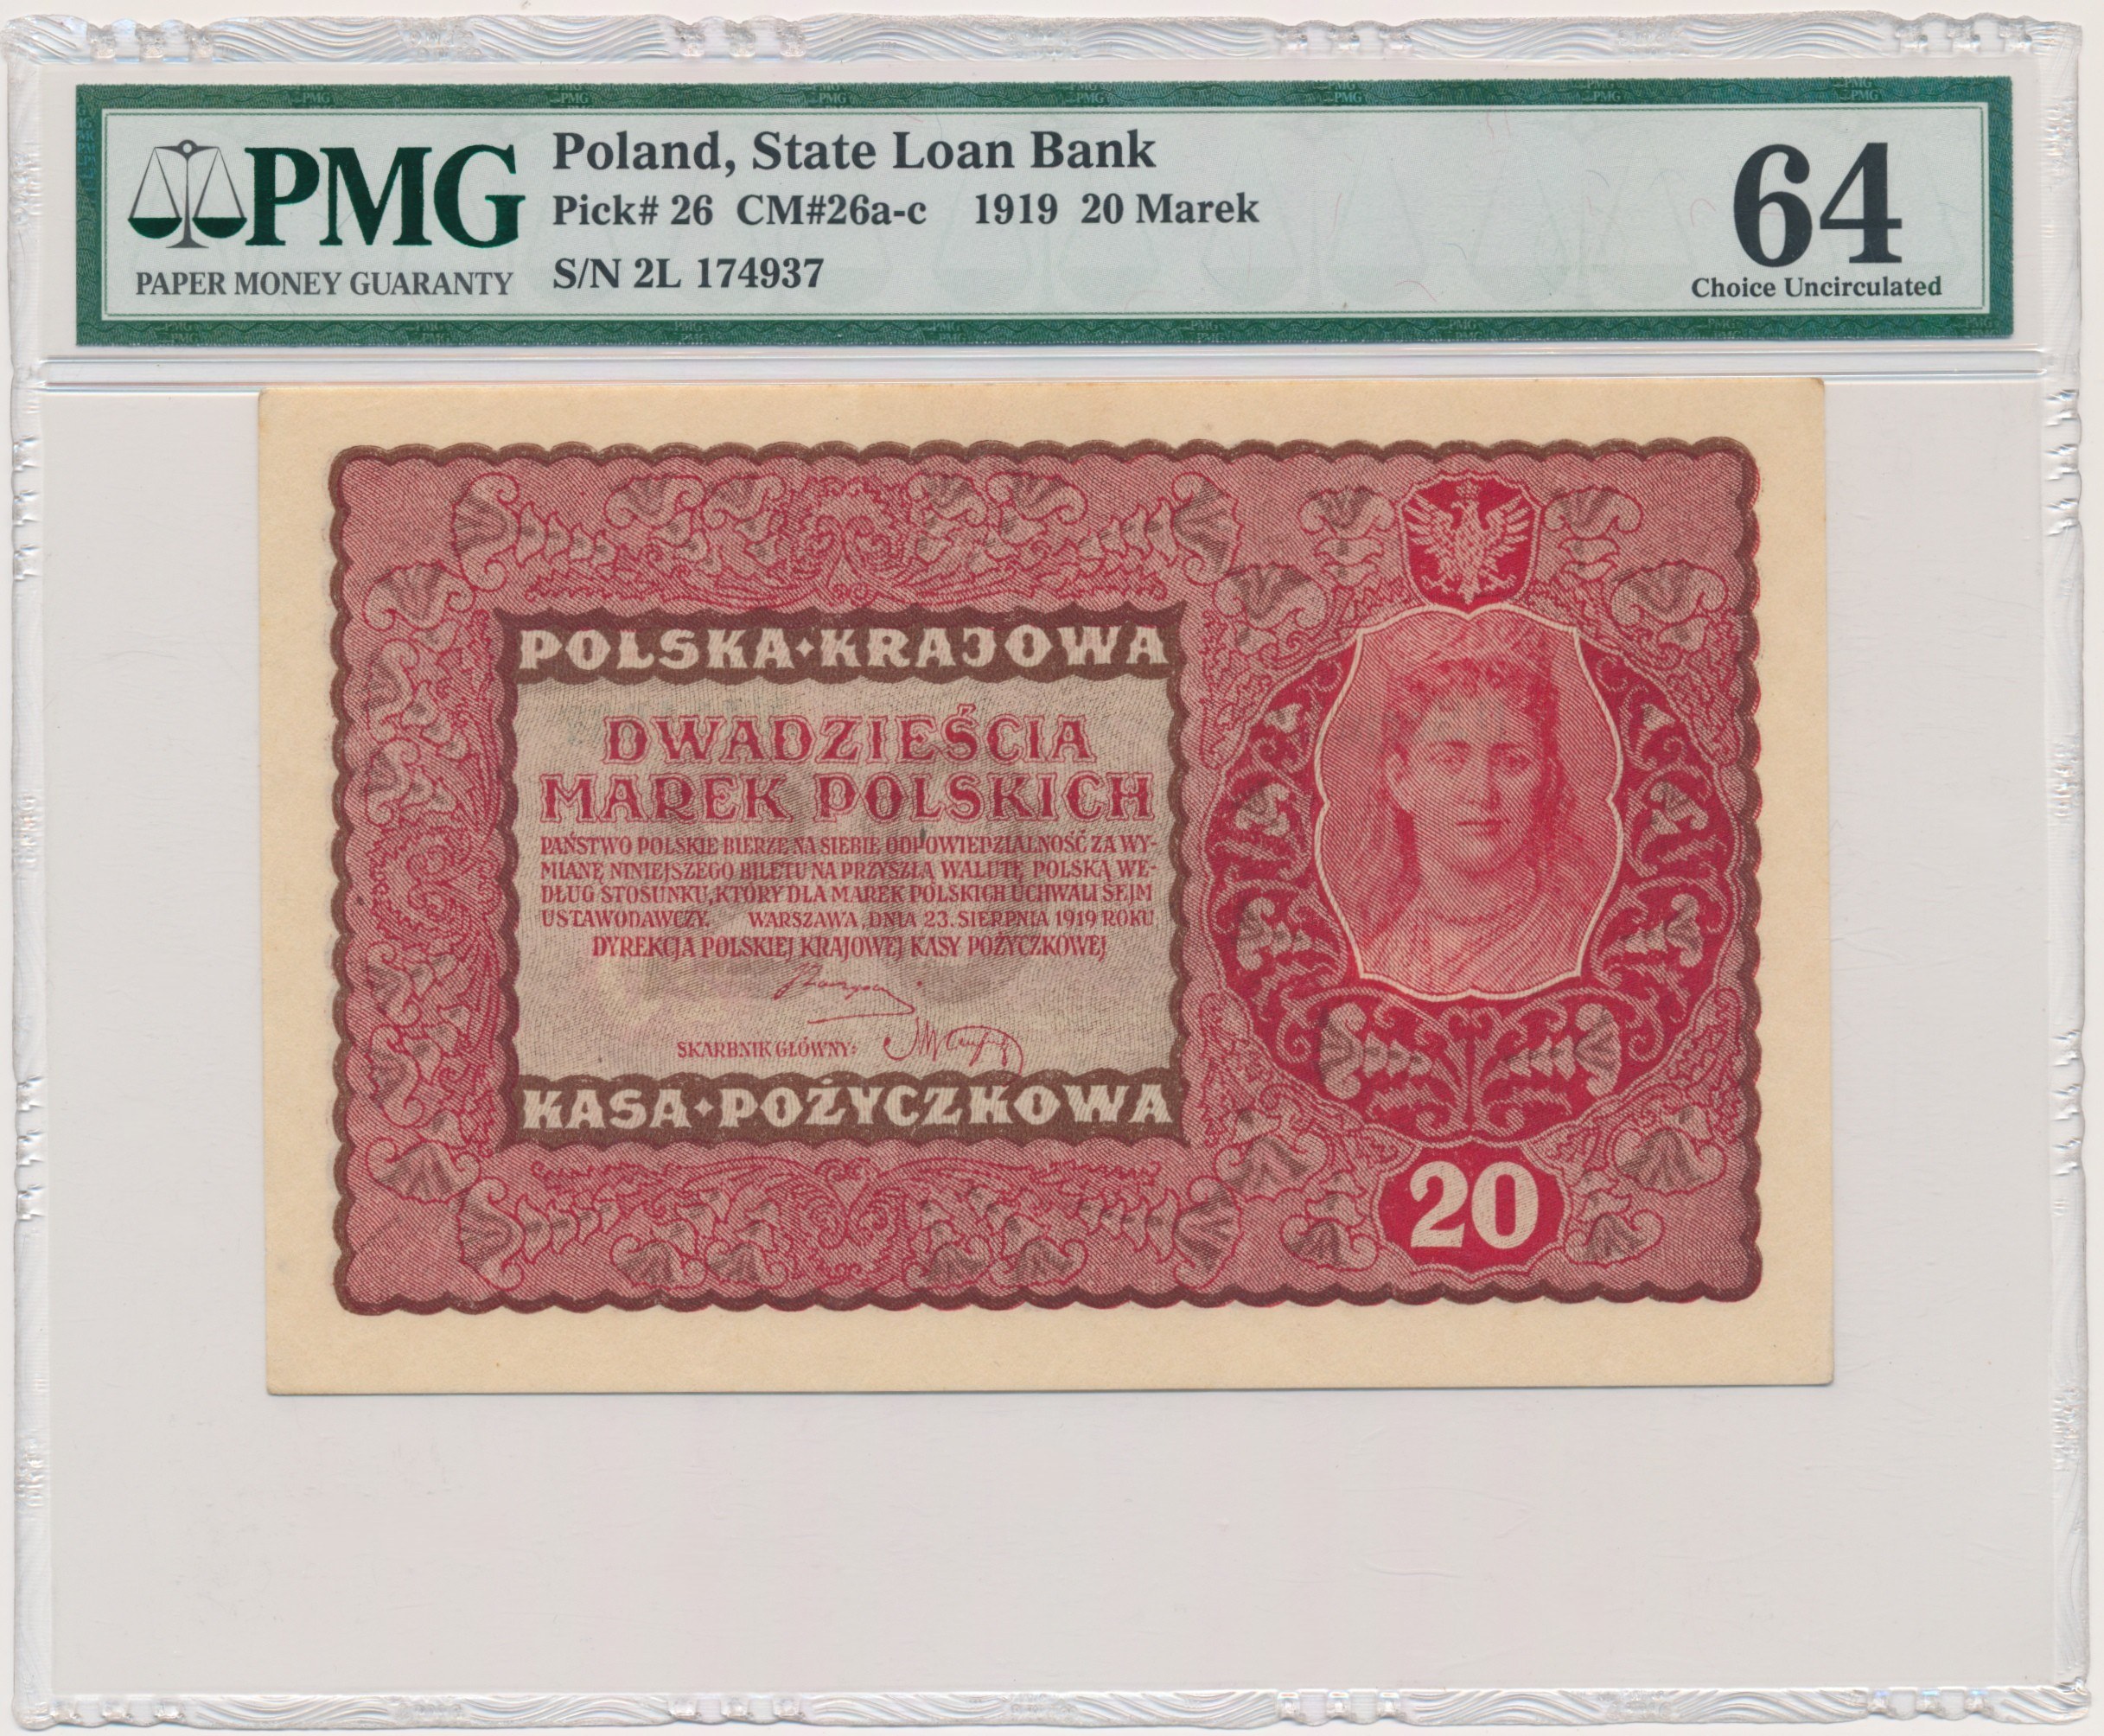 PMG
PAPER MONEY GUARANTY
Poland, State Loan Bank
Pick# 26 CM#26a-c 1919 20 Marek
S/N 2L 174937
64
Choice Uncirculated
POLSKA·KRAJOWA
DWADZIEŚCIA
MAREK POLSKICH
PAŃSTWO POLSKIE BIERZE NA SIEBIE ODPOWIEDZIALNOŚĆ ZA WY-
MIANĘ NINIEJSZEGO BILETU NA PRZYSZŁĄ WALUTĘ POLSKĄ WE-
DŁUG STOSUNKU, KTÓRY DLA MAREK POLSKICH UCHWALI SEJM
USTAWODAWCZY. WARSZAWA, DNIA 23. SIERPNIA 1919 ROKU
DYREKCJA POLSKIEJ KRAJOWEJ KASY POŻYCZKOWEJ
SKARBNIK GŁÓWNY:
KASA·POŻYCZKOWA
20